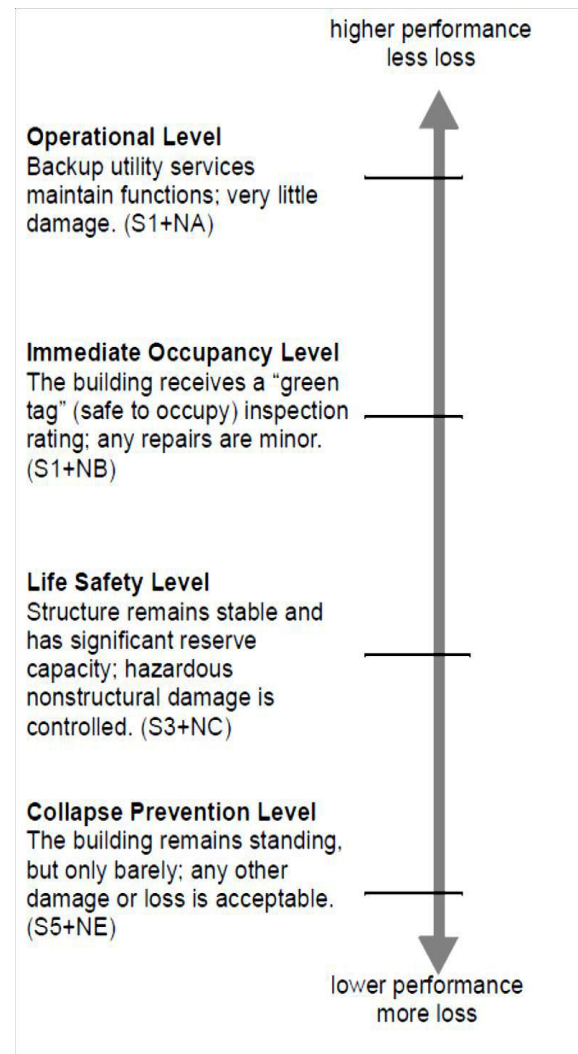 higher performance
less loss
Operational Level
Backup utility services
maintain functions; very little
damage. (S1+NA)
Immediate Occupancy Level
The building receives a “green
tag” (safe to occupy) inspection
rating; any repairs are minor.
(S1+NB)
Life Safety Level
Structure remains stable and
has significant reserve
capacity; hazardous
nonstructural damage is
controlled. (S3+NC)
Collapse Prevention Level
The building remains standing,
but only barely; any other
damage or loss is acceptable.
(S5+NE)
lower performance
more loss